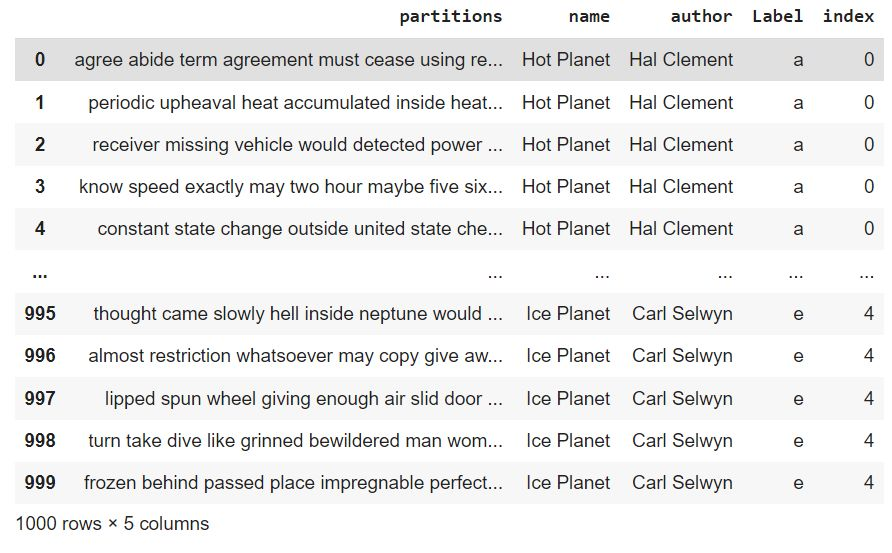 partitions name author Label index
0 agree abide term agreement must cease using re... Hot Planet Hal Clement a 0
1 periodic upheaval heat accumulated inside heat... Hot Planet Hal Clement a 0
2 receiver missing vehicle would detected power ... Hot Planet Hal Clement a 0
3 know speed exactly may two hour maybe five six... Hot Planet Hal Clement a 0
4 constant state change outside united state che... Hot Planet Hal Clement a 0
... ... ... ... ... ...
995 thought came slowly hell inside neptune would ... Ice Planet Carl Selwyn e 4
996 almost restriction whatsoever may copy give aw... Ice Planet Carl Selwyn e 4
997 lipped spun wheel giving enough air slid door ... Ice Planet Carl Selwyn e 4
998 turn take dive like grinned bewildered man wom... Ice Planet Carl Selwyn e 4
999 frozen behind passed place impregnable perfect... Ice Planet Carl Selwyn e 4
1000 rows × 5 columns